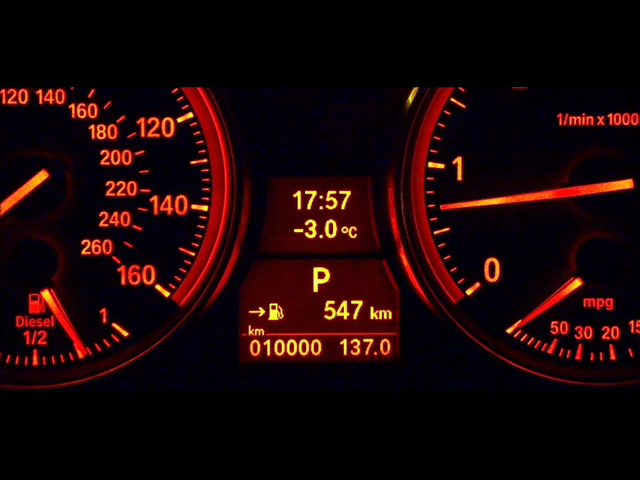 120 140
160
180
200
220
240
260
120
140
160
Diesel
1/2
1
17:57
-3.0 °C
P
→ 547 km
km
010000 137.0
1/min x 1000
1
0
mpg
50 30 20